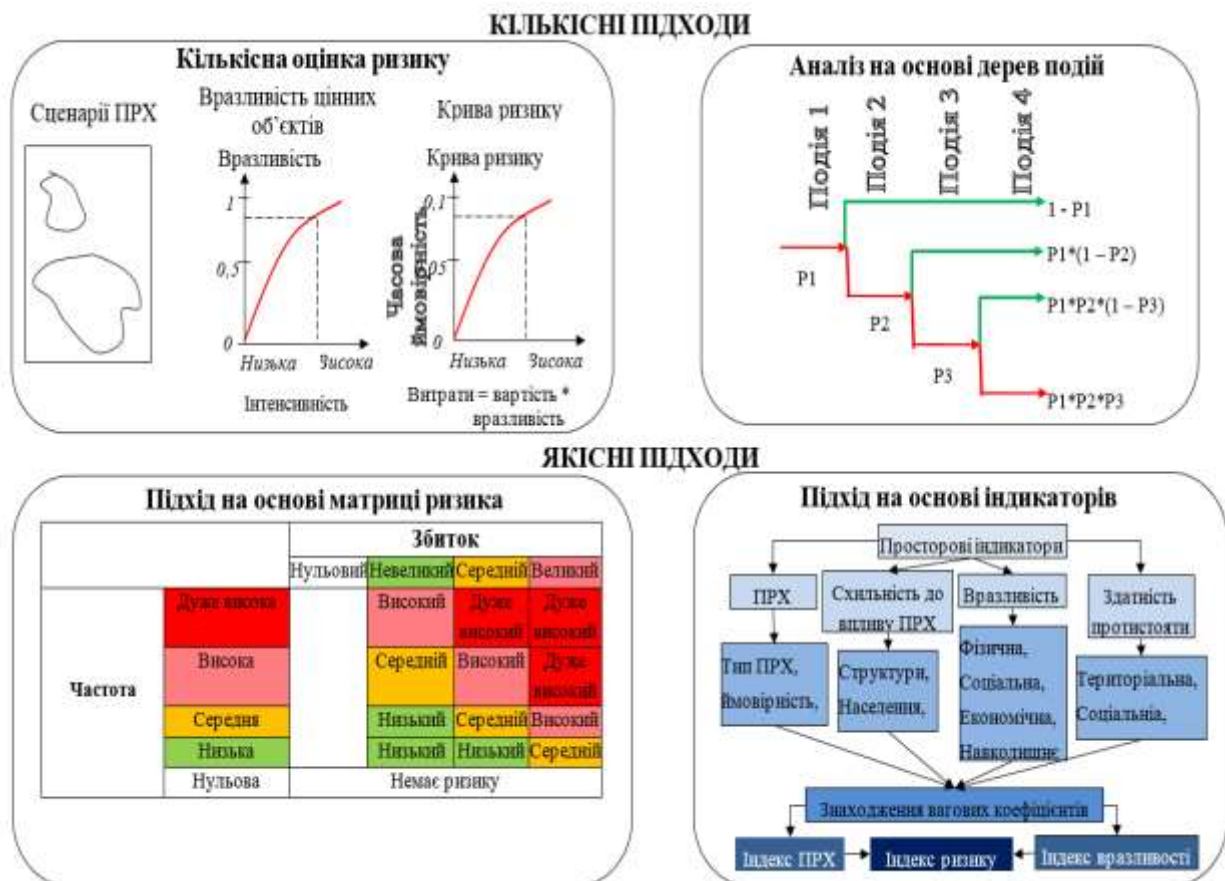 КІЛЬКІСНІ ПІДХОДИ
Кількісна оцінка ризику
Сценарії ПРХ
Вразливість цінних
об’єктів
Вразливість
1
0,5
0
Низька Висока
Інтенсивність
Крива ризику
Крива ризику
0,1
05
0
Часова
ймовірність
Низька Висока
Витрати = вартість *
вразливість
Аналіз на основі дерев подій
Подія 1
Подія 2
Подія 3
Подія 4
P1
P2
P3
1 - P1
P1*(1 – P2)
P1*P2*(1 – P3)
P1*P2*P3
ЯКІСНІ ПІДХОДИ
Підхід на основі матриці ризика
Збиток
Нульовий Невеликий Середній Великий
Частота
Дуже висока
Високий
Дуже
високий
Дуже
високий
Висока
Середній
Високий
Дуже
високий
Середня
Низький Середній Високий
Низька
Низький Низький Середній
Нульова
Немає ризику
Підхід на основі індикаторів
Просторові індикатори
ПРХ
Схильність до
впливу ПРХ
Вразливість
Здатність
протистояти
Тип ПРХ,
ймовірність,
Структури,
Населення,
Фізична,
Соціальна,
Економічна,
Навколишнє
Територіальна,
Соціальніа,
Знаходження вагових коефіцієнтів
Індекс ПРХ
Індекс ризику
Індекс вразливості